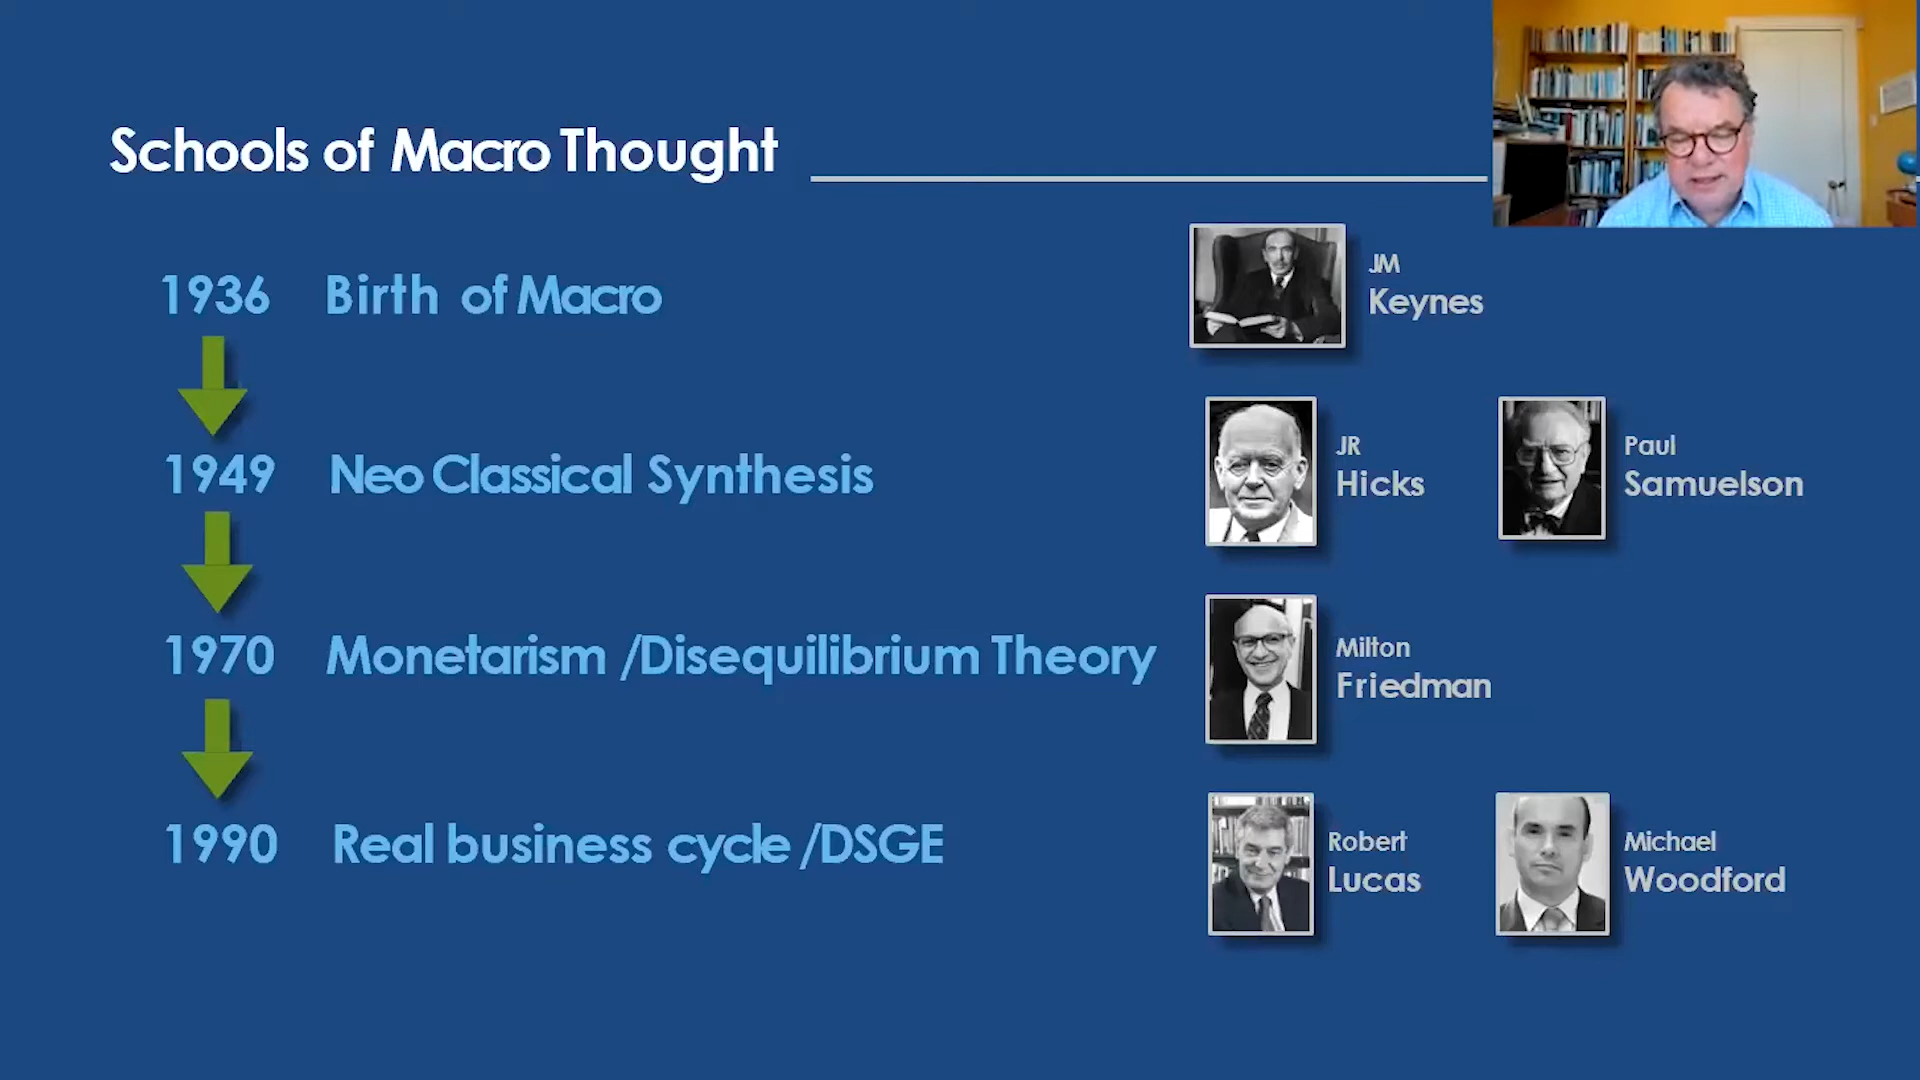 Schools of Macro Thought
1936 Birth of Macro
JM
Keynes
1949 Neo Classical Synthesis
JR
Hicks
Paul
Samuelson
1970 Monetarism /Disequilibrium Theory
Milton
Friedman
1990 Real business cycle /DSGE
Robert
Lucas
Michael
Woodford